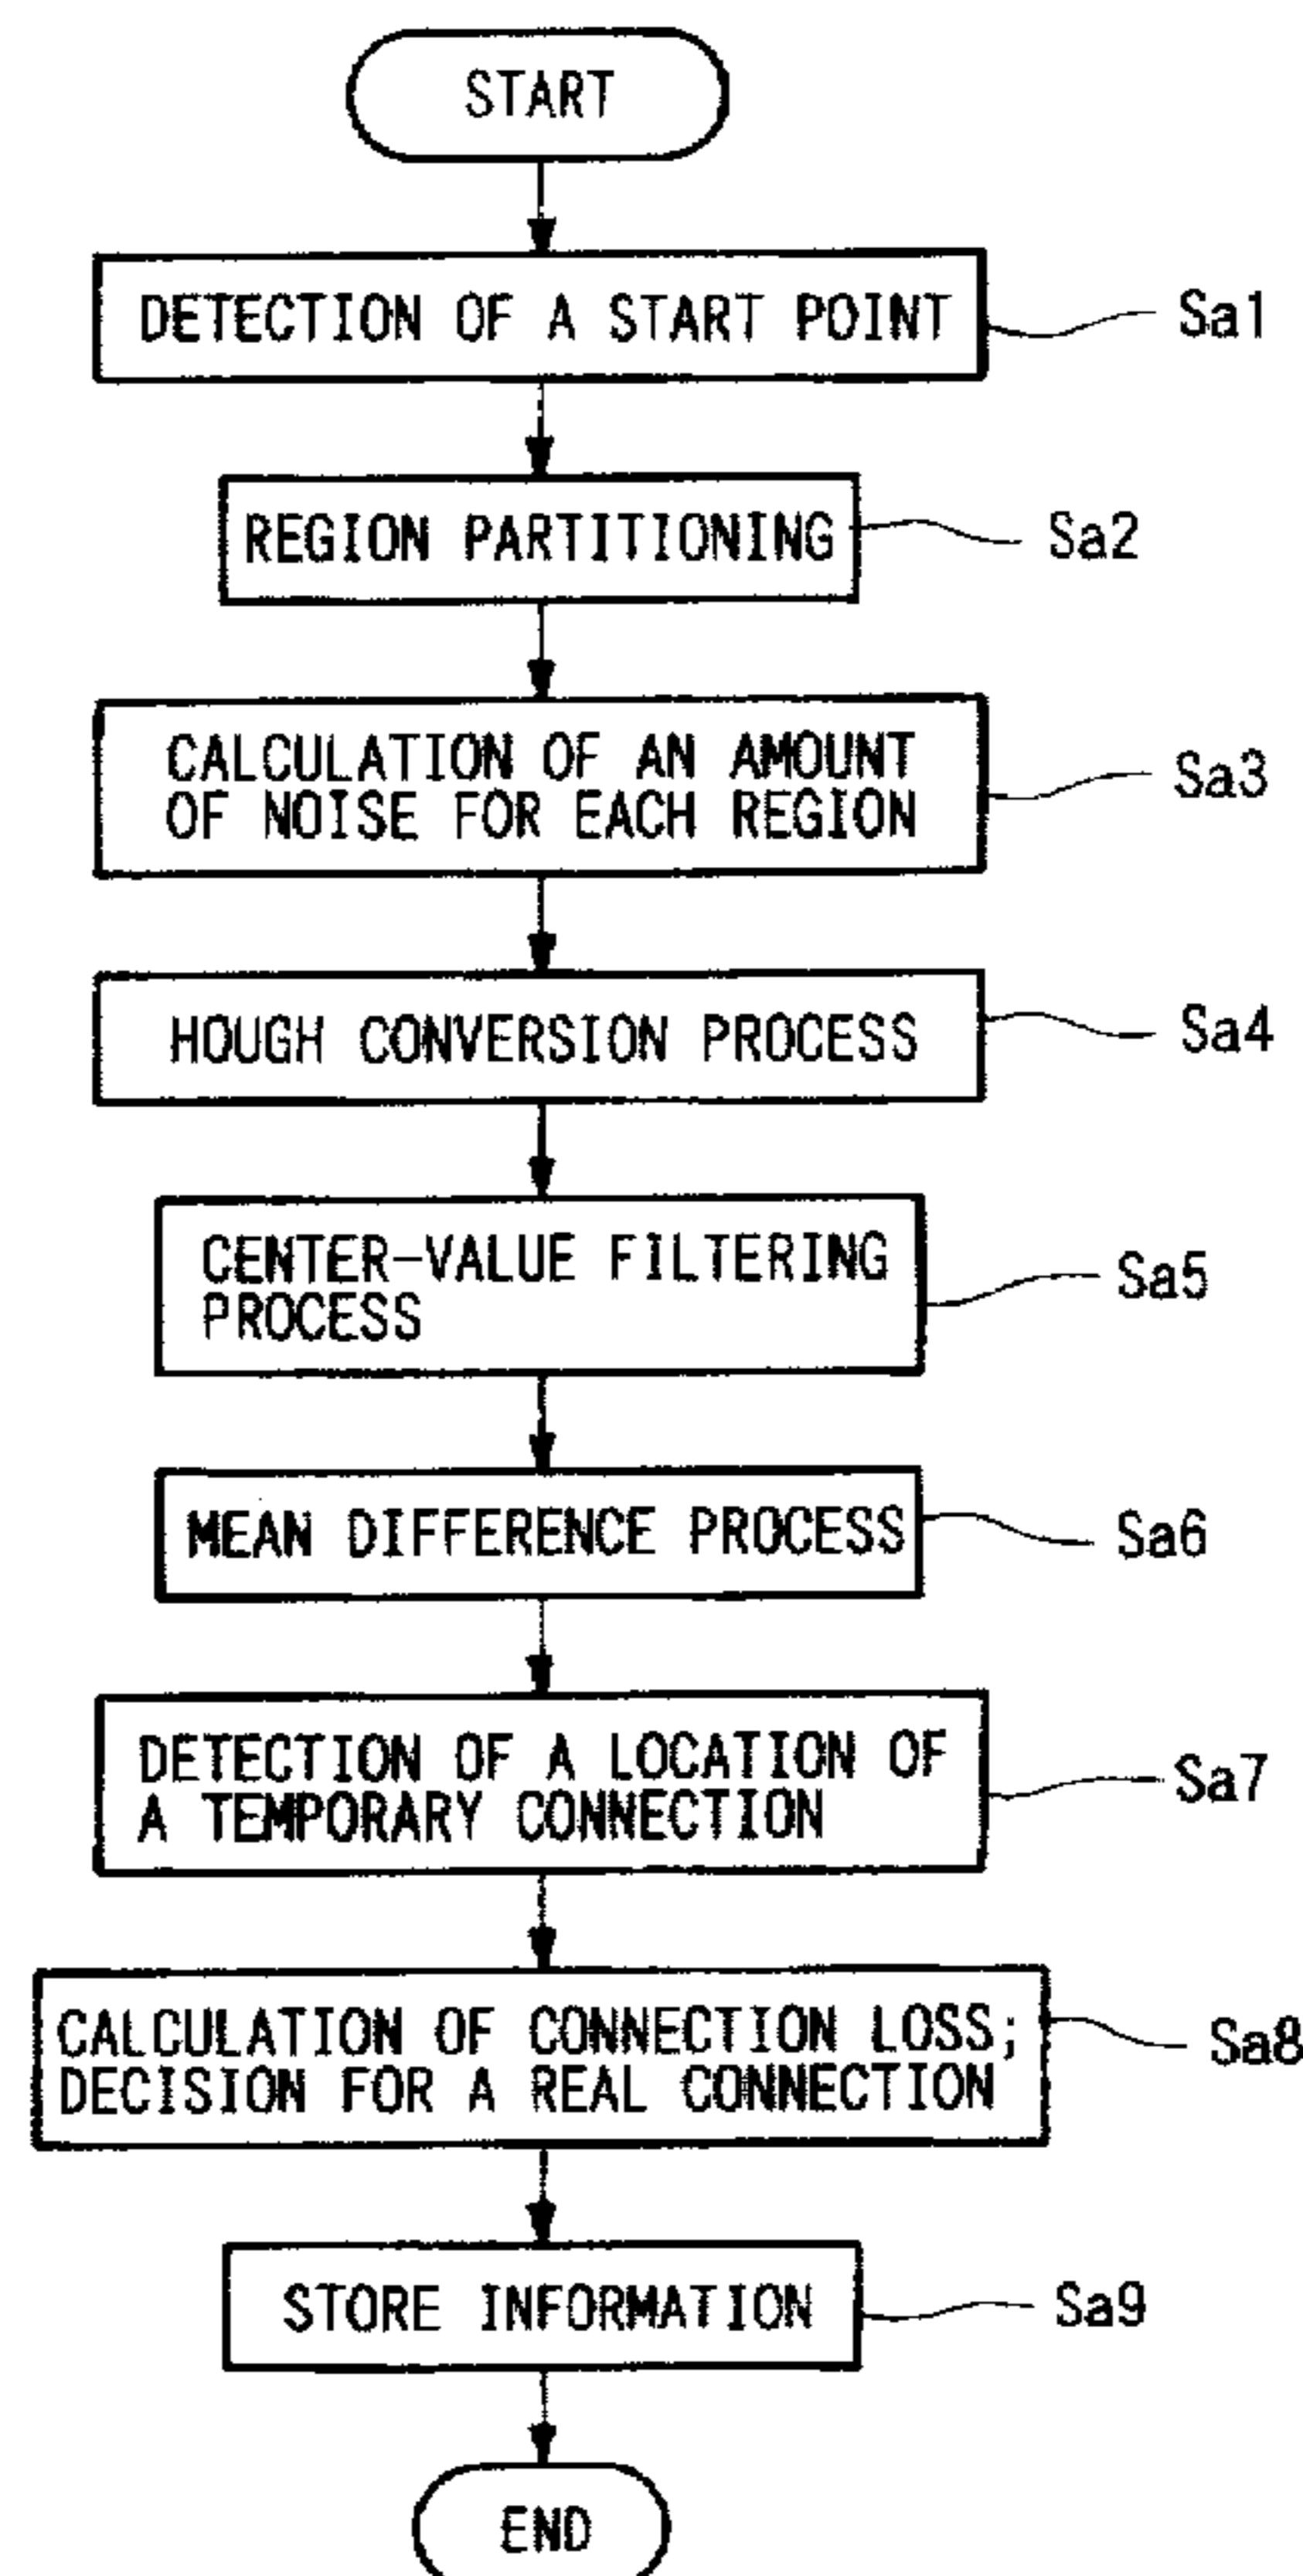 START
DETECTION OF A START POINT
Sa1
REGION PARTITIONING
Sa2
CALCULATION OF AN AMOUNT
OF NOISE FOR EACH REGION
Sa3
HOUGH CONVERSION PROCESS
Sa4
CENTER-VALUE FILTERING
PROCESS
Sa5
MEAN DIFFERENCE PROCESS
Sa6
DETECTION OF A LOCATION OF
A TEMPORARY CONNECTION
Sa7
CALCULATION OF CONNECTION LOSS;
DECISION FOR A REAL CONNECTION
Sa8
STORE INFORMATION
Sa9
END